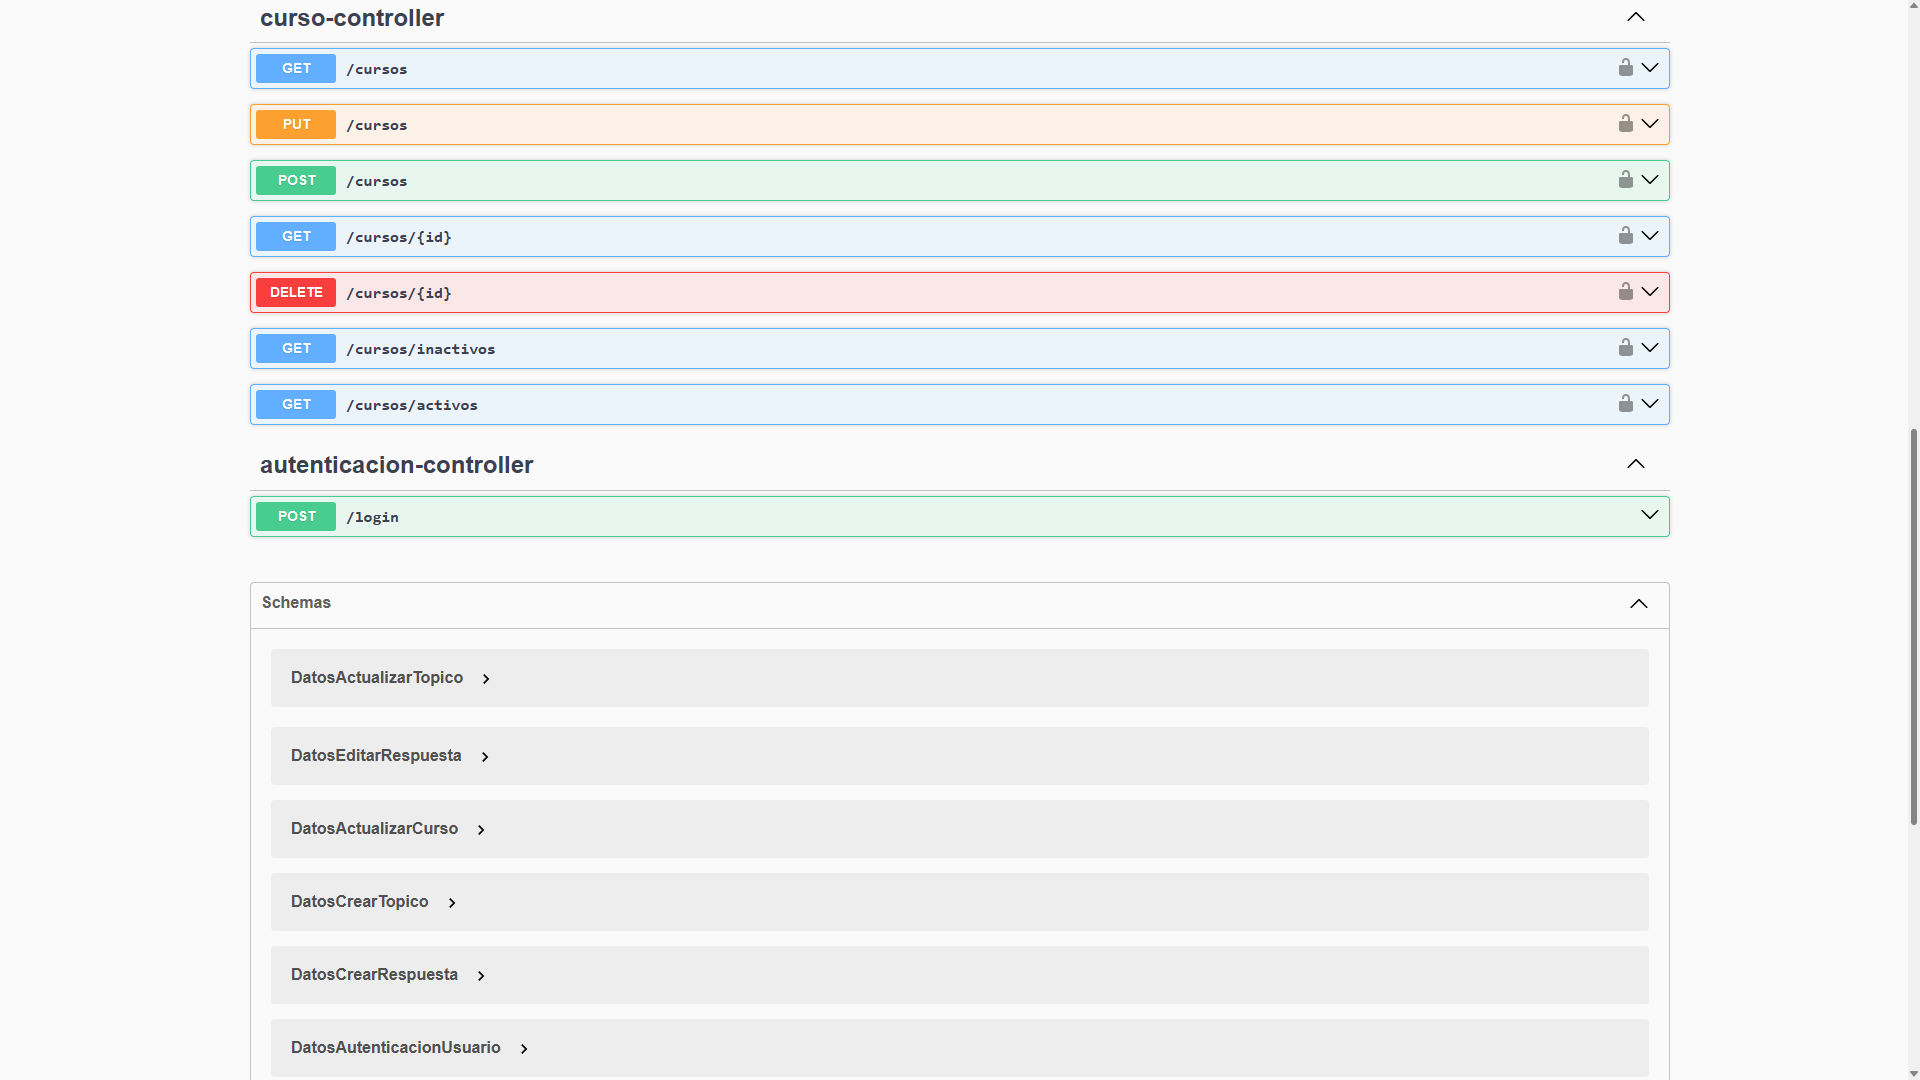 curso-controller
GET /cursos
PUT /cursos
POST /cursos
GET /cursos/{id}
DELETE /cursos/{id}
GET /cursos/inactivos
GET /cursos/activos
autenticacion-controller
POST /login
Schemas
DatosActualizarTopico
DatosEditarRespuesta
DatosActualizarCurso
DatosCrearTopico
DatosCrearRespuesta
DatosAutenticacionUsuario